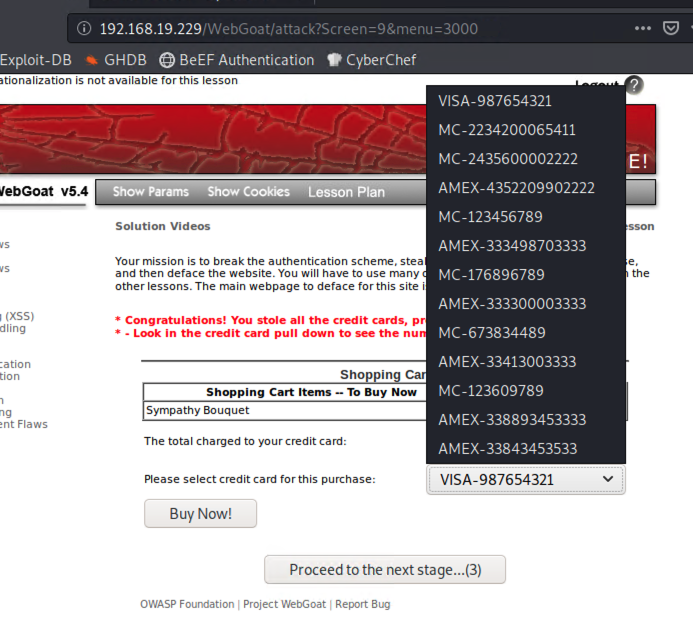 192.168.19.229/WebGoat/attack?Screen=9&menu=3000
Exploit-DB GHDB BeEF Authentication CyberChef
ationalization is not available for this lesson
Logout ?
E!
WebGoat v5.4 Show Params Show Cookies Lesson Plan
Solution Videos
esson
Your mission is to break the authentication scheme, steal
se,
and then deface the website. You will have to use many
n the
other lessons. The main webpage to deface for this site i
* Congratulations! You stole all the credit cards, pr
* - Look in the credit card pull down to see the num
ws
ws
g (XSS)
dling
cation
tion
n
ng
ent Flaws
Shopping Car
Shopping Cart Items -- To Buy Now
Sympathy Bouquet
The total charged to your credit card:
Please select credit card for this purchase:
VISA-987654321
MC-2234200065411
MC-2435600002222
AMEX-4352209902222
MC-123456789
AMEX-333498703333
MC-176896789
AMEX-333300003333
MC-673834489
AMEX-33413003333
MC-123609789
AMEX-338893453333
AMEX-33843453533
VISA-987654321
Buy Now!
Proceed to the next stage...(3)
OWASP Foundation | Project WebGoat | Report Bug